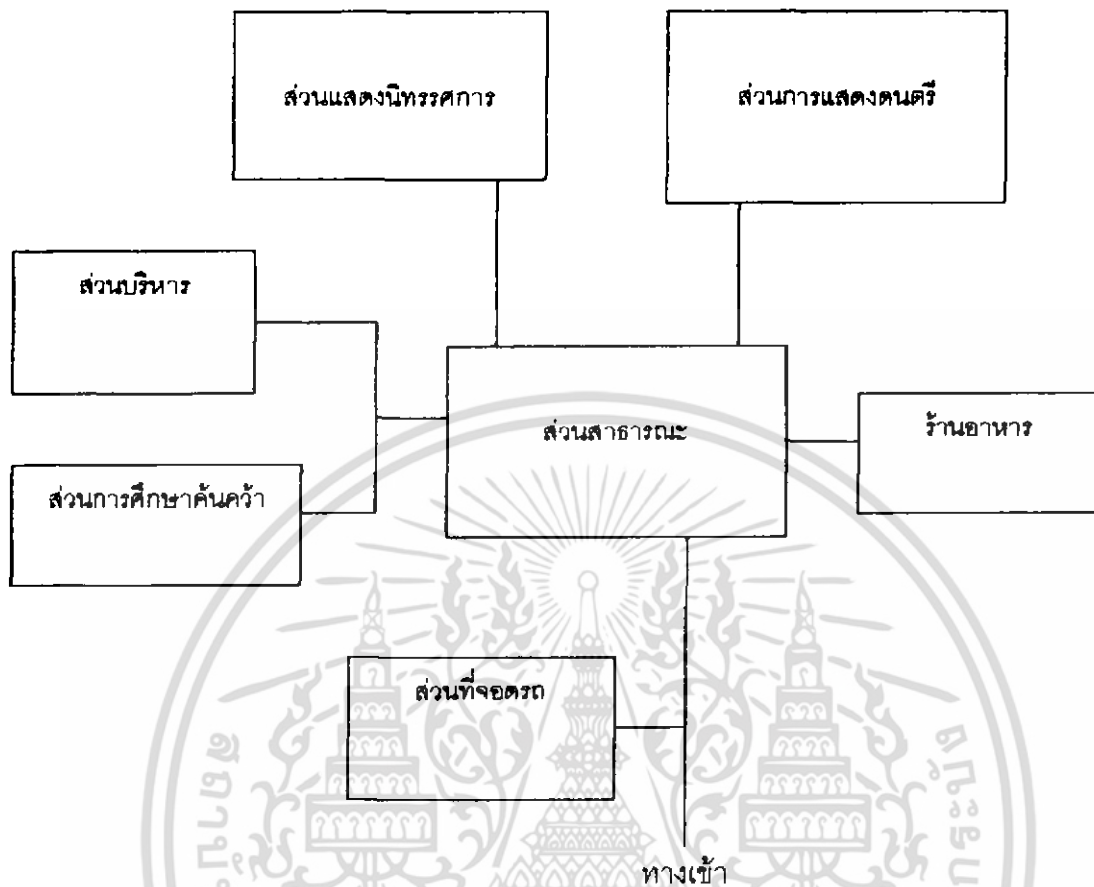 ส่วนแสดงนิทรรศการ
ส่วนการแสดงดนตรี
ส่วนบริหาร
ส่วนสาธารณะ
ร้านอาหาร
ส่วนการศึกษาค้นคว้า
ส่วนที่จอดรถ
ทางเข้า